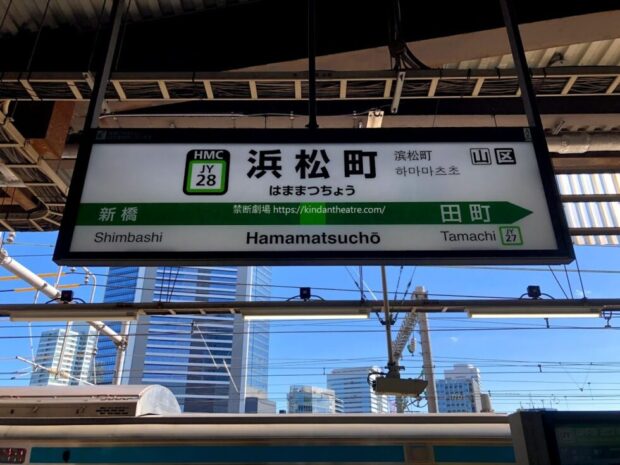 HMC
JY
28
浜松町
はままつちょう
浜松町
하마마츠초
山 区
新橋
禁断劇場 https://kindantheatre.com/
田町
Shimbashi
Hamamatsuchō
Tamachi
JY
27